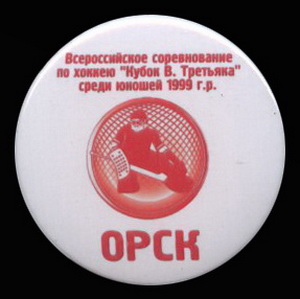 Всероссийское соревнование
по хоккею "Кубок В. Третьяка"
среди юношей 1999 г.р.
ОРСК